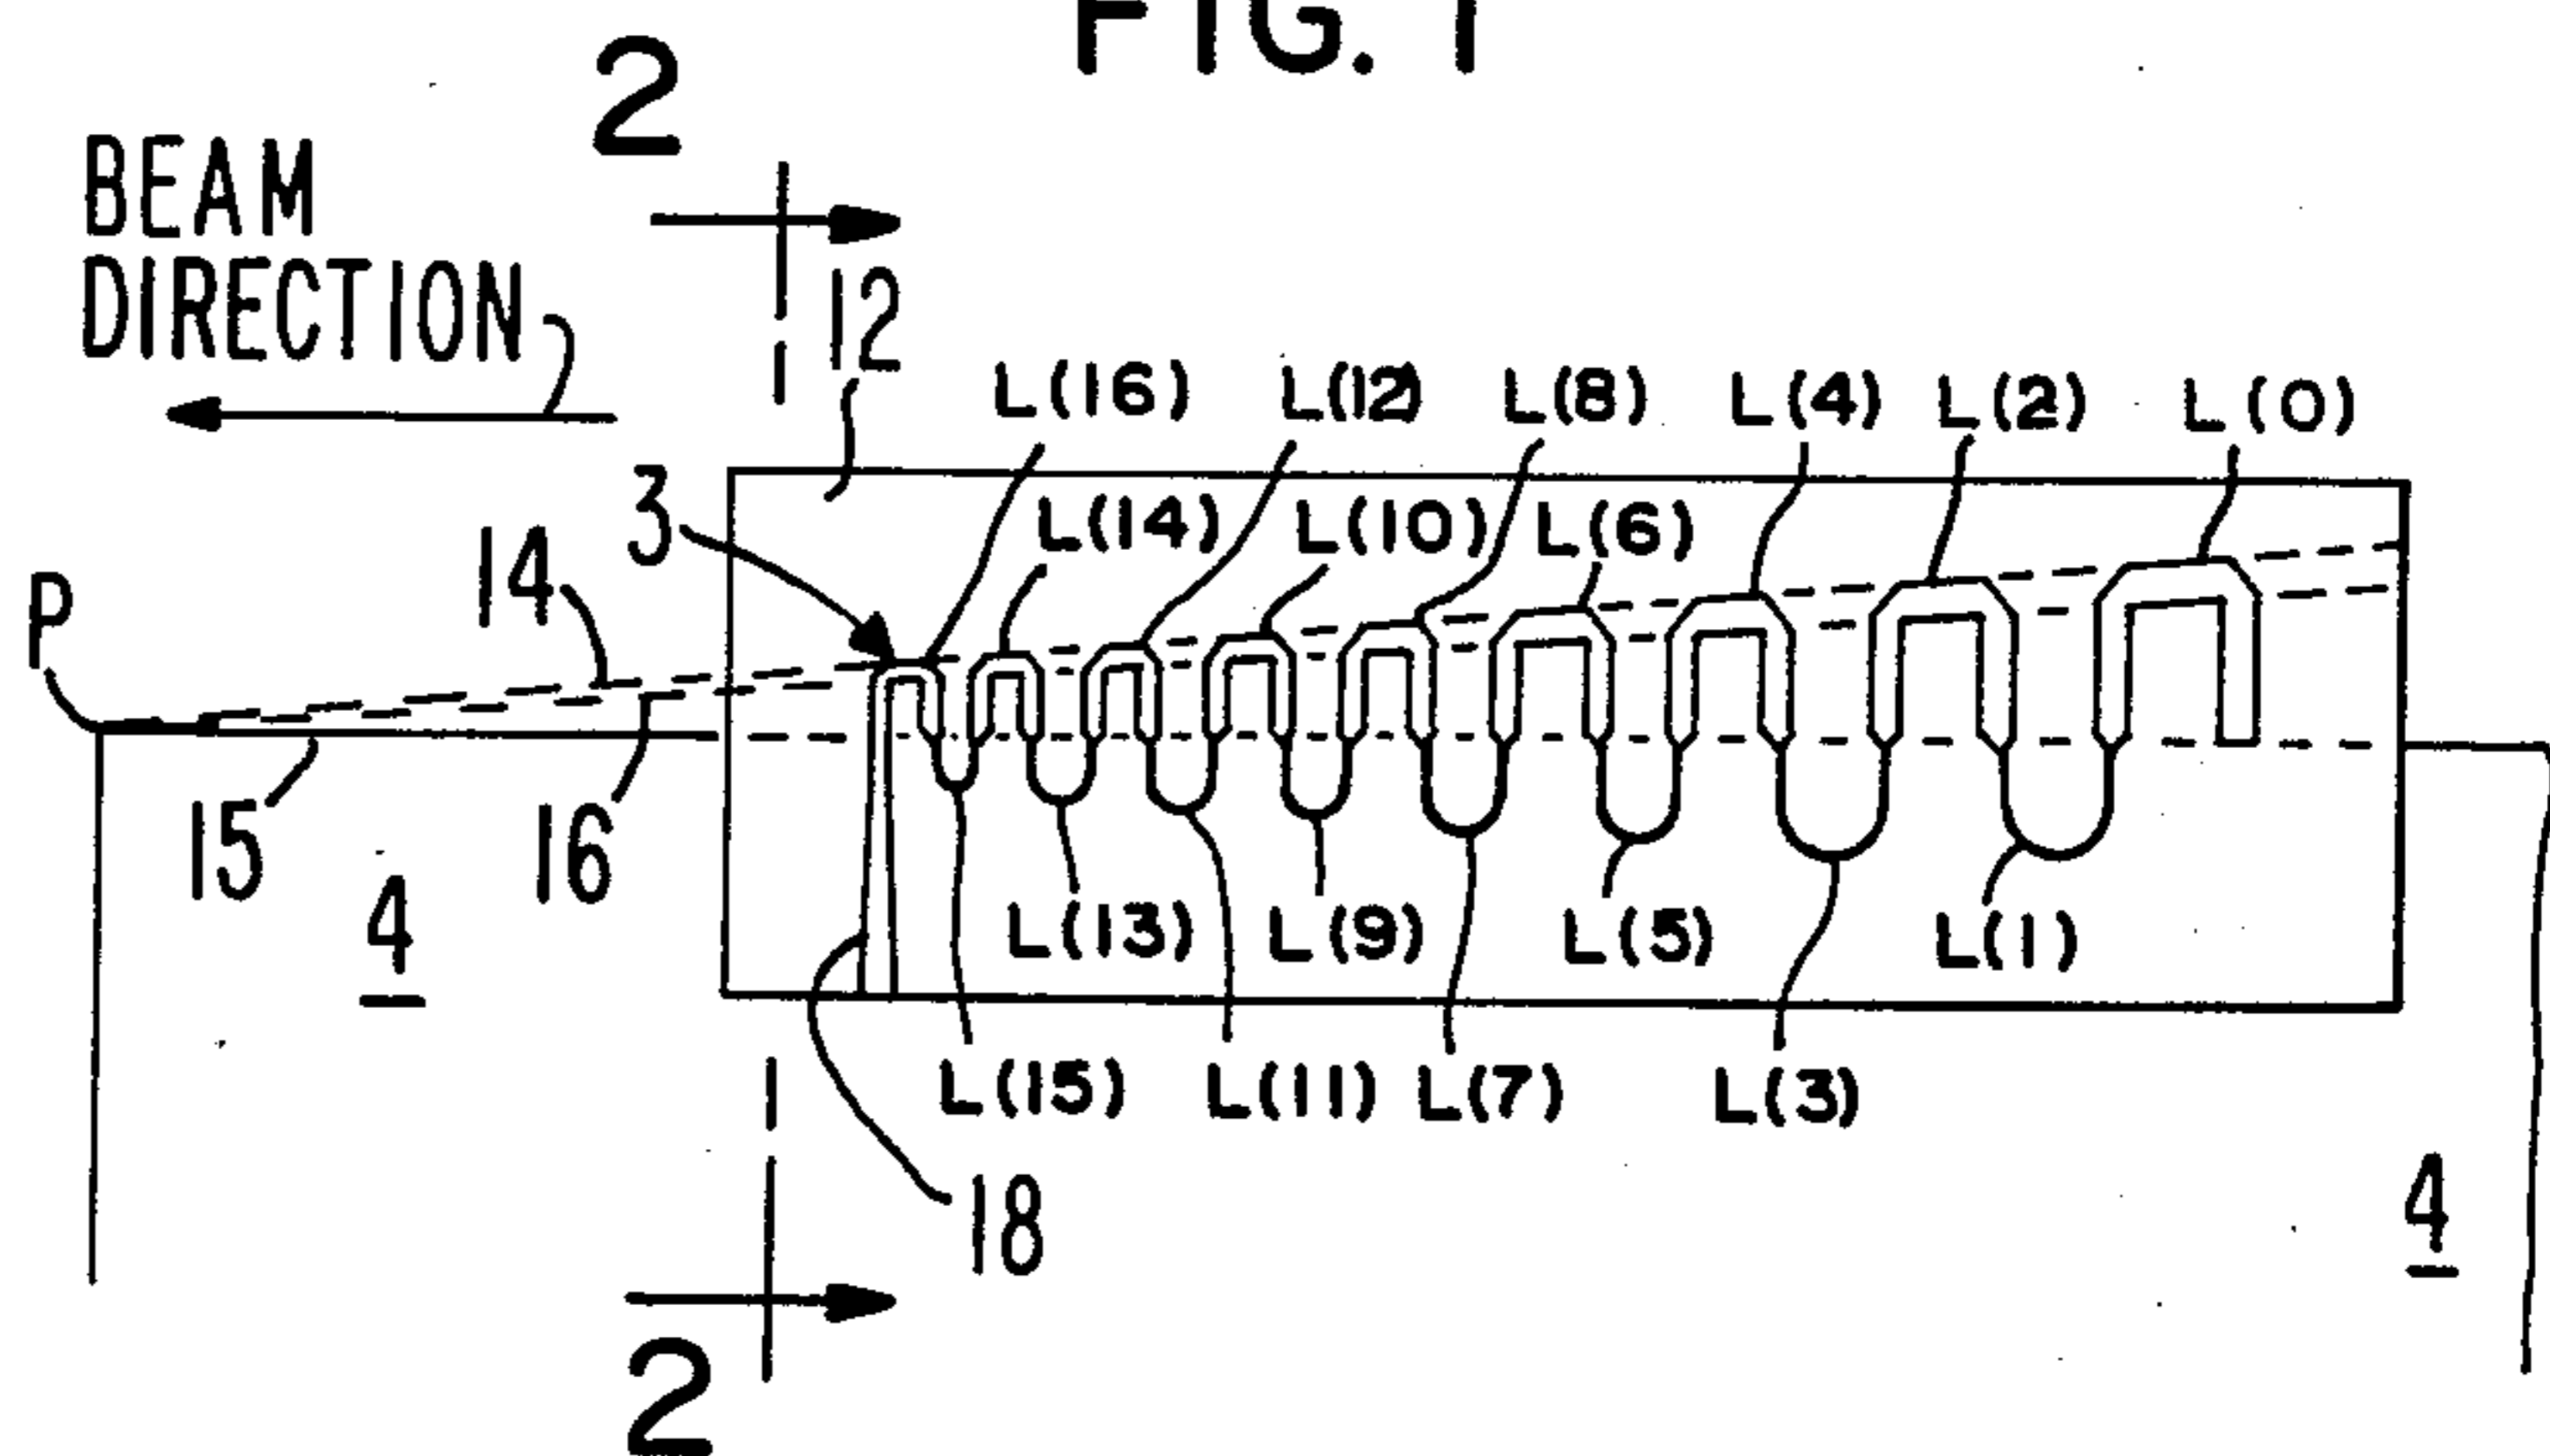 FIG. 1
2
BEAM
DIRECTION
12
L(16) L(12) L(8) L(4) L(2) L(0)
3
L(14) L(10) L(6)
14
P
15
16
4
L(13) L(9) L(5) L(1)
L(15) L(11) L(7) L(3)
18
4
2